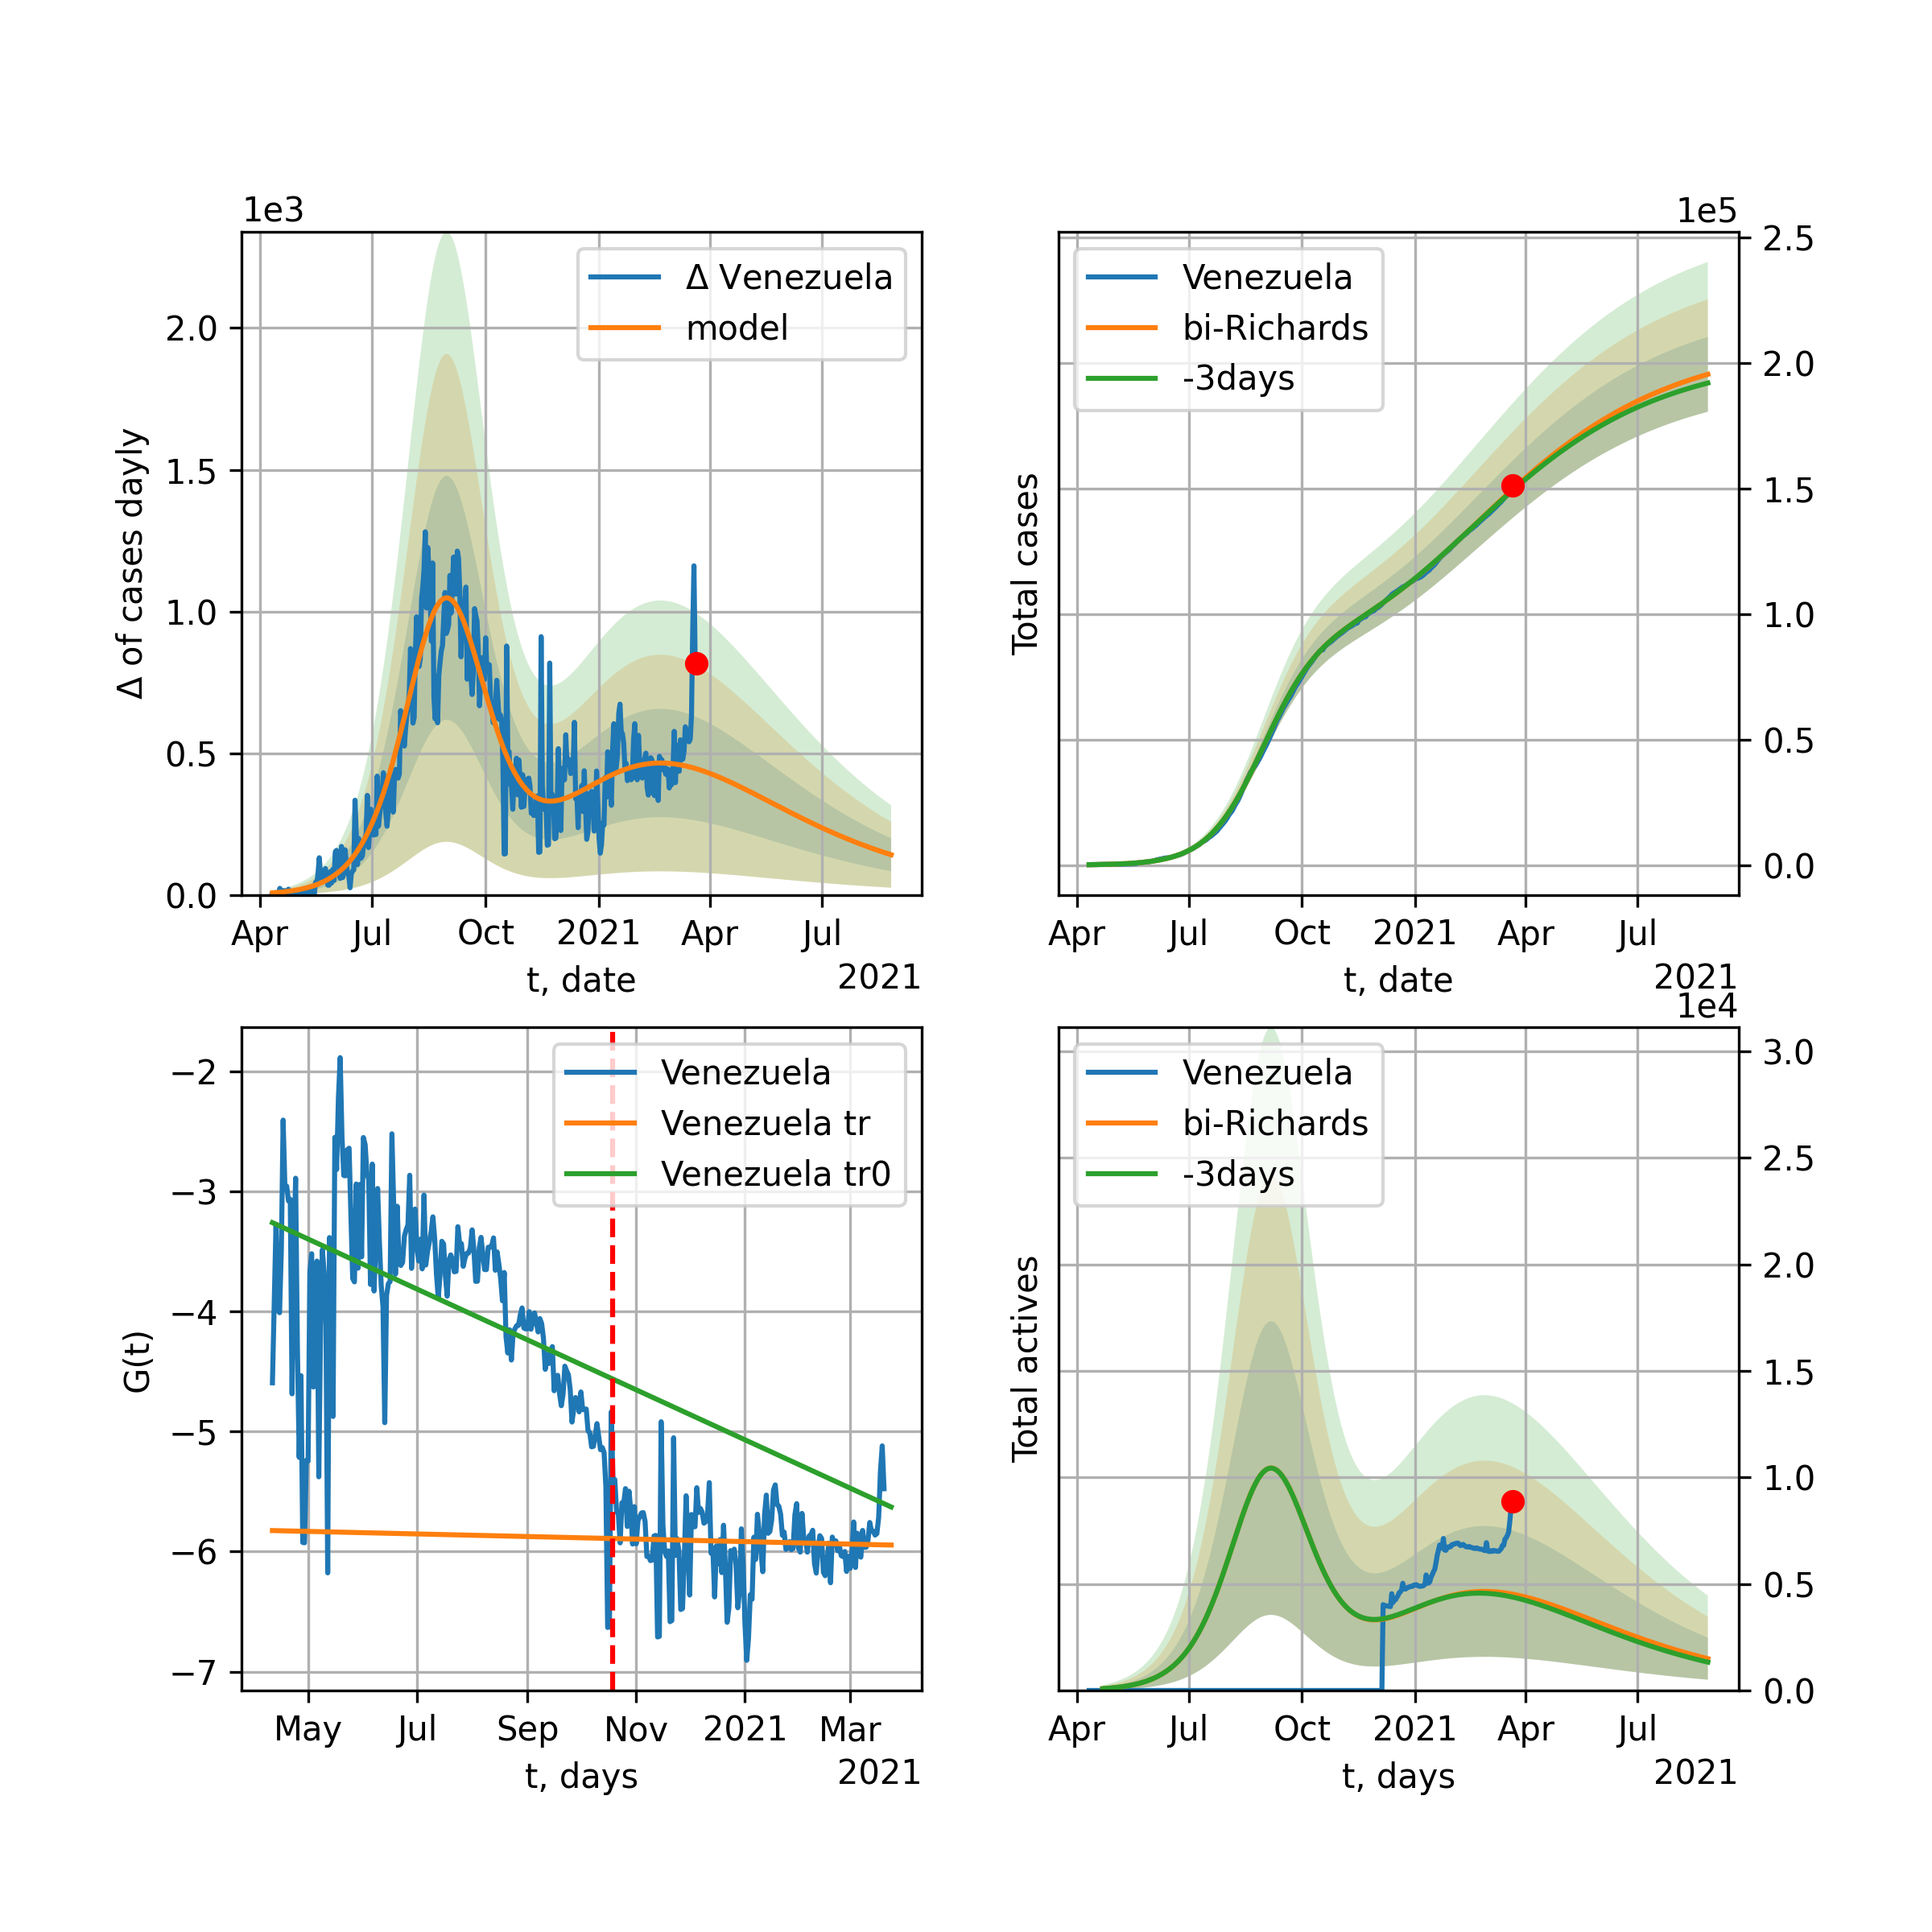 1e3
Δ of cases dayly
2.0
1.5
1.0
0.5
0.0
Δ Venezuela
model
Apr Jul Oct 2021 Apr Jul
t, date
2021
1e5
Total cases
2.5
2.0
1.5
1.0
0.5
0.0
Venezuela
bi-Richards
-3days
Apr Jul Oct 2021 Apr Jul
t, date
2021
G(t)
−2
−3
−4
−5
−6
−7
Venezuela
Venezuela tr
Venezuela tr0
May Jul Sep Nov 2021 Mar
t, days
2021
1e4
Total actives
3.0
2.5
2.0
1.5
1.0
0.5
0.0
Venezuela
bi-Richards
-3days
Apr Jul Oct 2021 Apr Jul
t, days
2021